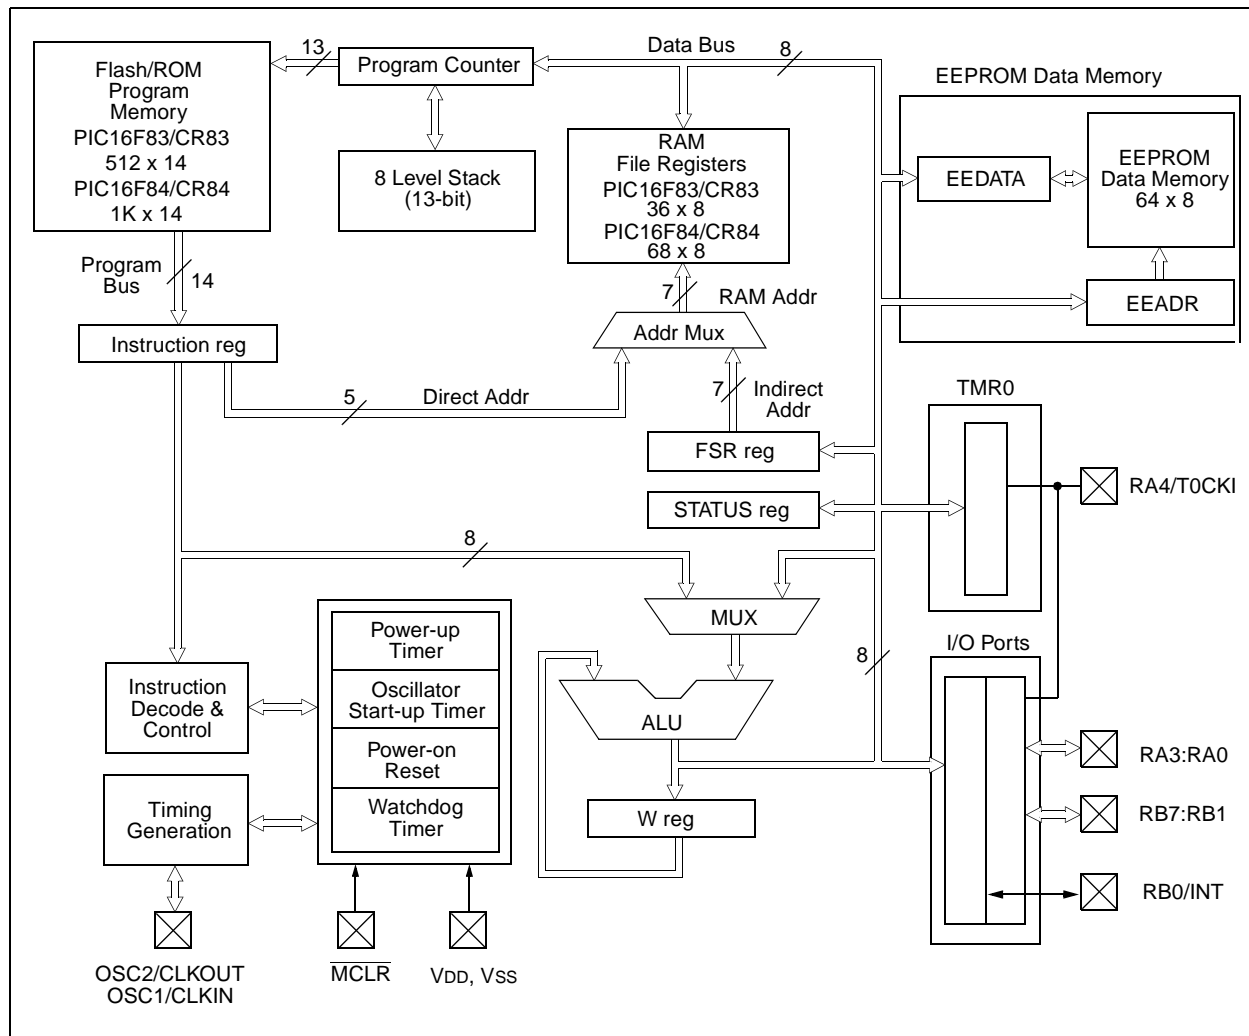 Flash/ROM
Program
Memory
PIC16F83/CR83
512 x 14
PIC16F84/CR84
1K x 14
13
Program Counter
Data Bus
8
EEPROM Data Memory
8 Level Stack
(13-bit)
RAM
File Registers
PIC16F83/CR83
36 x 8
PIC16F84/CR84
68 x 8
EEDATA
EEPROM
Data Memory
64 x 8
EEADR
Program
Bus
14
7
RAM Addr
Instruction reg
Addr Mux
5
Direct Addr
7
Indirect
Addr
FSR reg
STATUS reg
TMR0
RA4/T0CKI
8
MUX
8
I/O Ports
Power-up
Timer
Oscillator
Start-up Timer
Power-on
Reset
Watchdog
Timer
Instruction
Decode &
Control
Timing
Generation
ALU
W reg
RA3:RA0
RB7:RB1
RB0/INT
OSC2/CLKOUT
OSC1/CLKIN
MCLR
VDD, VSS